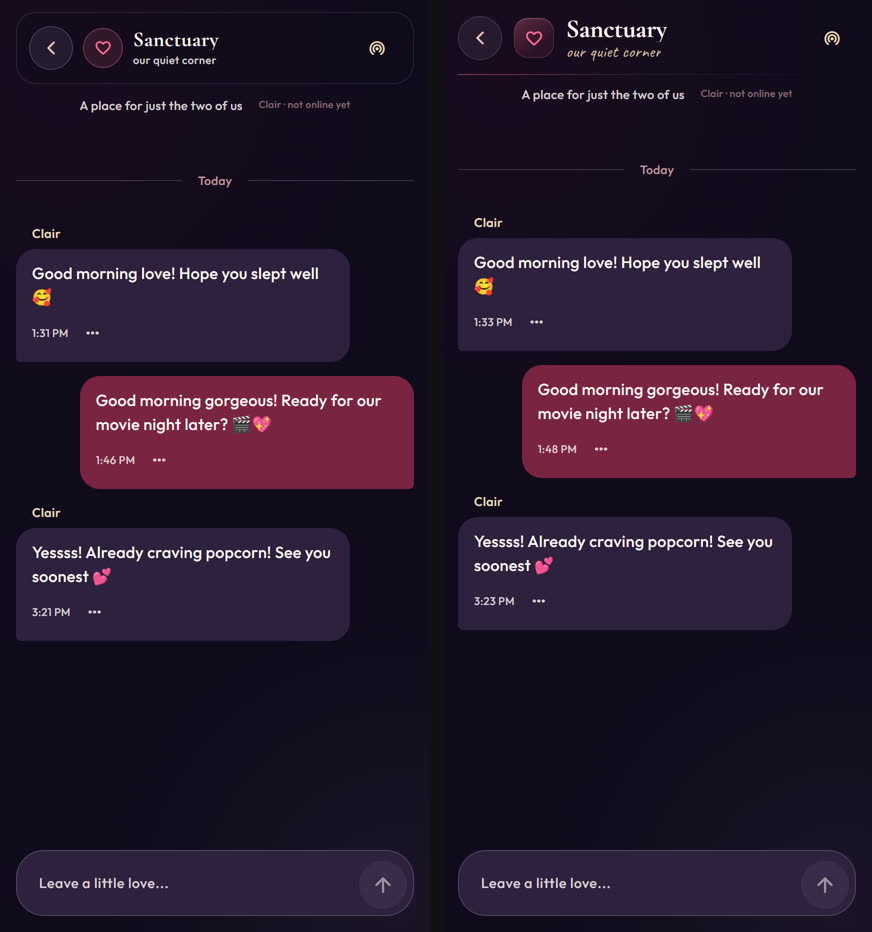 Sanctuary
our quiet corner
A place for just the two of us Clair · not online yet
Today
Clair
Good morning love! Hope you slept well
🥰
1:31 PM •••
Good morning gorgeous! Ready for our
movie night later? 🎬💖
1:46 PM •••
Clair
Yessss! Already craving popcorn! See you
soonest 💕
3:21 PM •••
Leave a little love...
Sanctuary
our quiet corner
A place for just the two of us Clair · not online yet
Today
Clair
Good morning love! Hope you slept well
🥰
1:33 PM •••
Good morning gorgeous! Ready for our
movie night later? 🎬💖
1:48 PM •••
Clair
Yessss! Already craving popcorn! See you
soonest 💕
3:23 PM •••
Leave a little love...